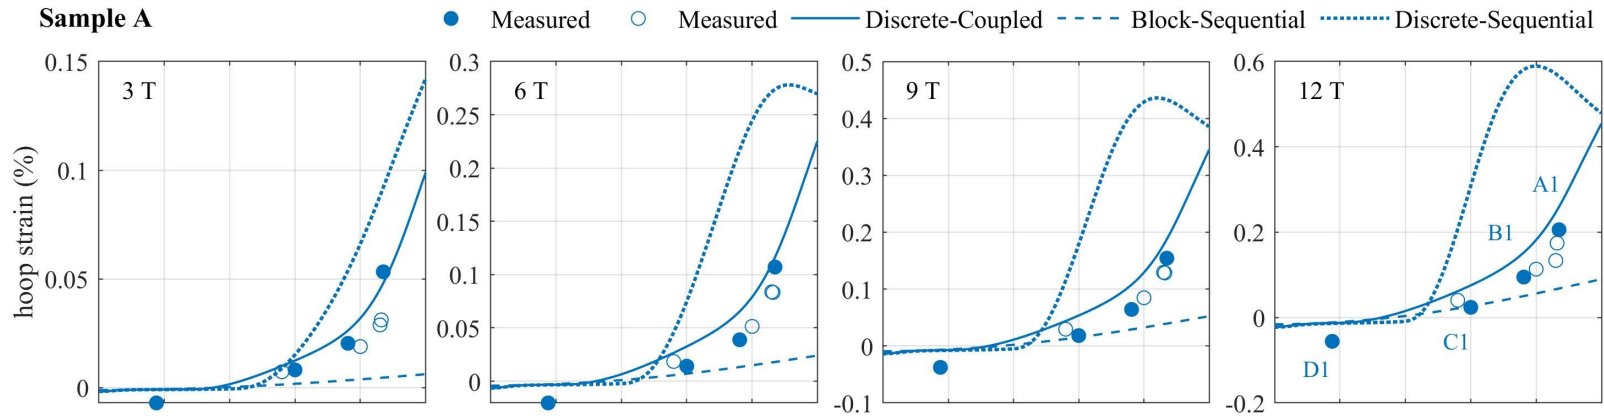 Sample A
Measured Measured Discrete-Coupled Block-Sequential Discrete-Sequential
hoop strain (%)
3 T
0.15
0.1
0.05
0
6 T
0.3
0.25
0.2
0.15
0.1
0.05
0
9 T
0.5
0.4
0.3
0.2
0.1
0
-0.1
12 T
0.6
0.4
0.2
0
-0.2
A1
B1
C1
D1